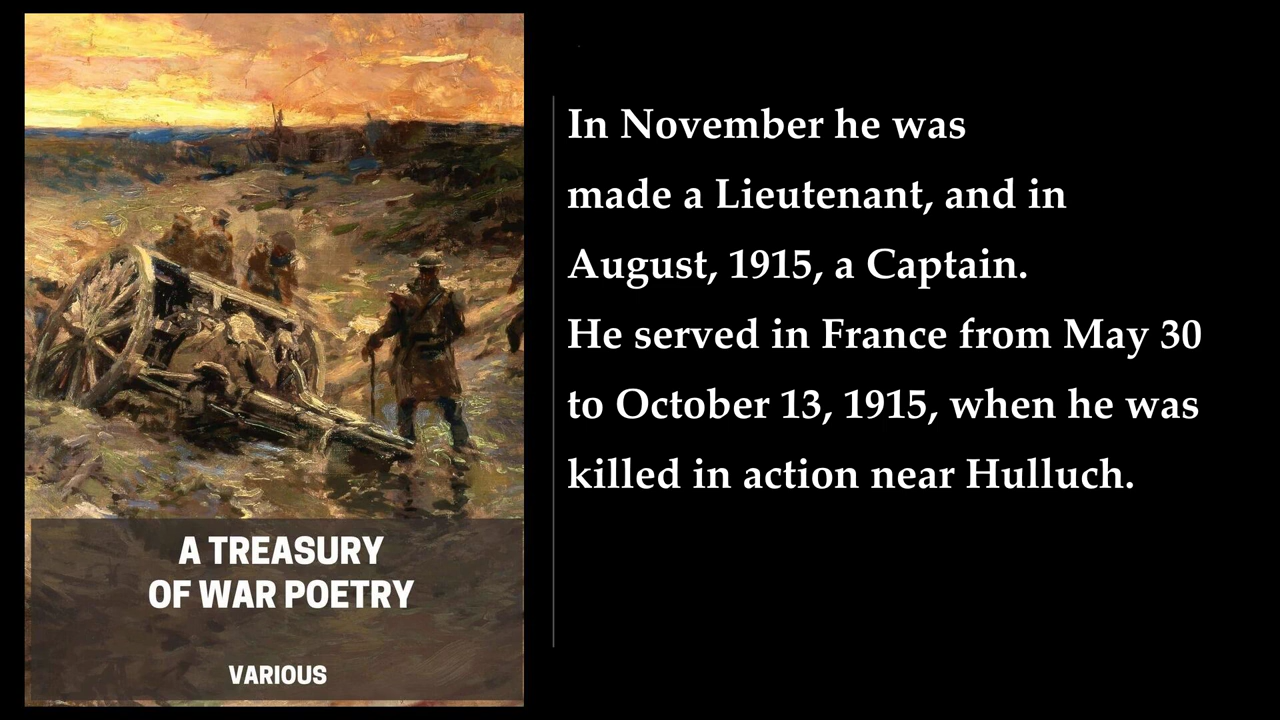 In November he was
made a Lieutenant, and in
August, 1915, a Captain.
He served in France from May 30
to October 13, 1915, when he was
killed in action near Hulluch.
A TREASURY
OF WAR POETRY
VARIOUS